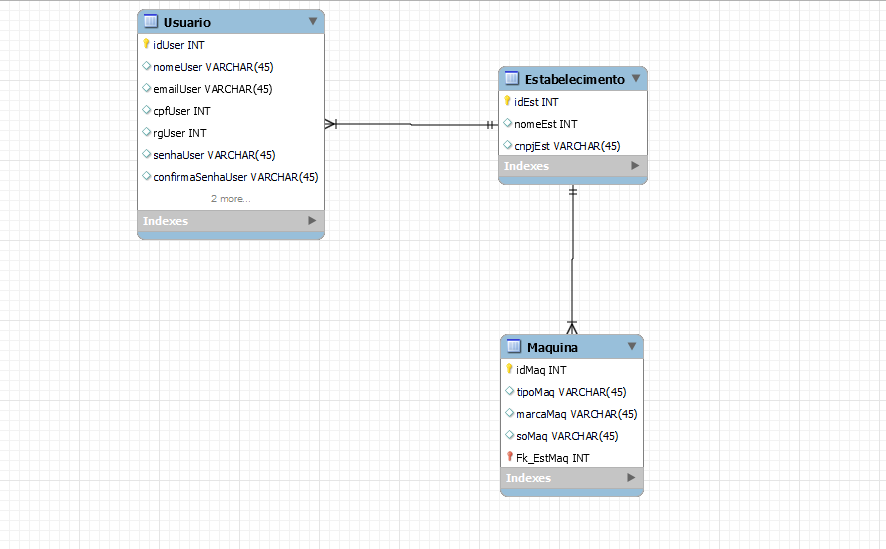 Usuario
idUser INT
nomeUser VARCHAR(45)
emailUser VARCHAR(45)
cpfUser INT
rgUser INT
senhaUser VARCHAR(45)
confirmaSenhaUser VARCHAR(45)
2 more...
Indexes
Estabelecimento
idEst INT
nomeEst INT
cnpjEst VARCHAR(45)
Indexes
Maquina
idMaq INT
tipoMaq VARCHAR(45)
marcaMaq VARCHAR(45)
soMaq VARCHAR(45)
Fk_EstMaq INT
Indexes